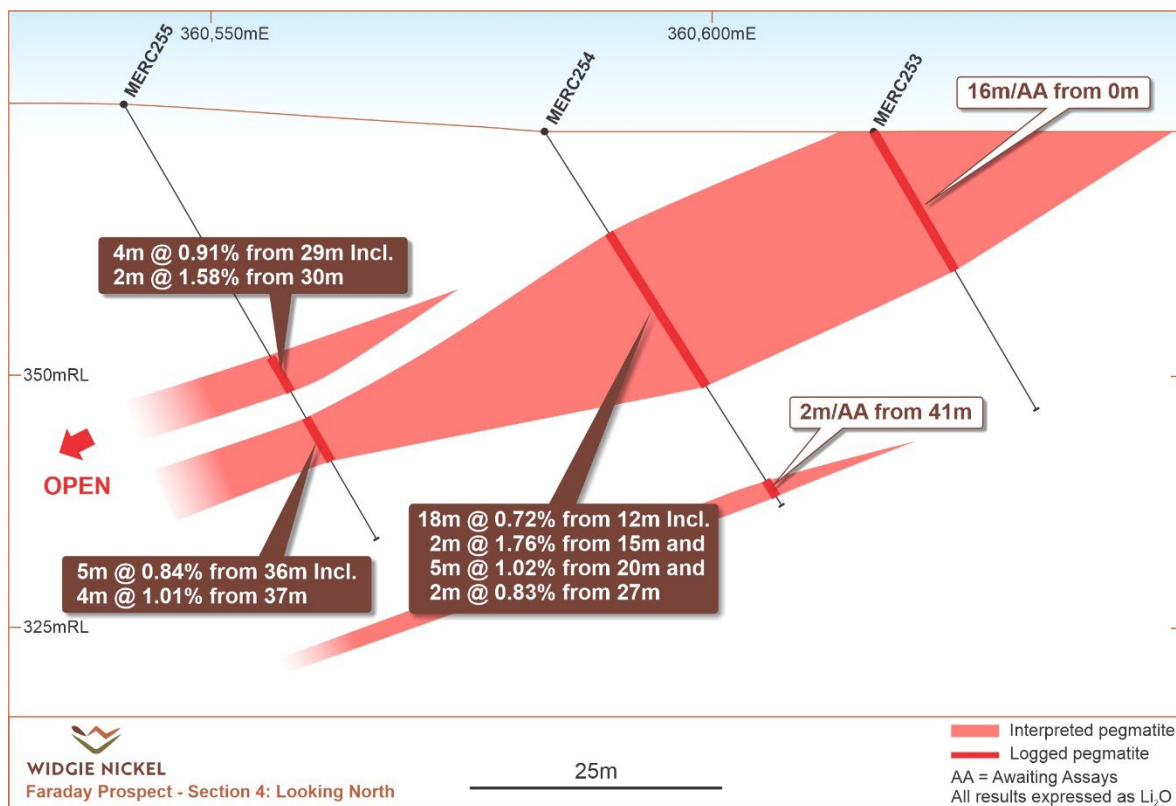 360,550mE
360,600mE
MERC255
MERC254
MERC253
16m/AA from 0m
4m @ 0.91% from 29m Incl.
2m @ 1.58% from 30m
350mRL
2m/AA from 41m
OPEN
18m @ 0.72% from 12m Incl.
2m @ 1.76% from 15m and
5m @ 1.02% from 20m and
2m @ 0.83% from 27m
5m @ 0.84% from 36m Incl.
4m @ 1.01% from 37m
325mRL
WIDGIE NICKEL
Faraday Prospect - Section 4: Looking North
25m
Interpreted pegmatite
Logged pegmatite
AA = Awaiting Assays
All results expressed as Li₂O